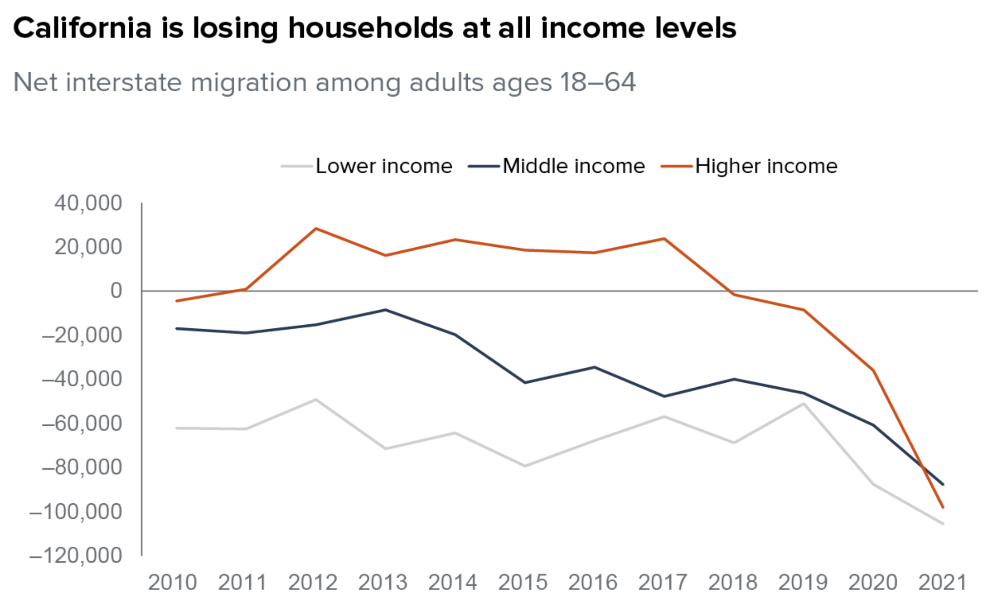 California is losing households at all income levels
Net interstate migration among adults ages 18–64
Lower income Middle income Higher income
40,000
20,000
0
–20,000
–40,000
–60,000
–80,000
–100,000
–120,000
2010 2011 2012 2013 2014 2015 2016 2017 2018 2019 2020 2021